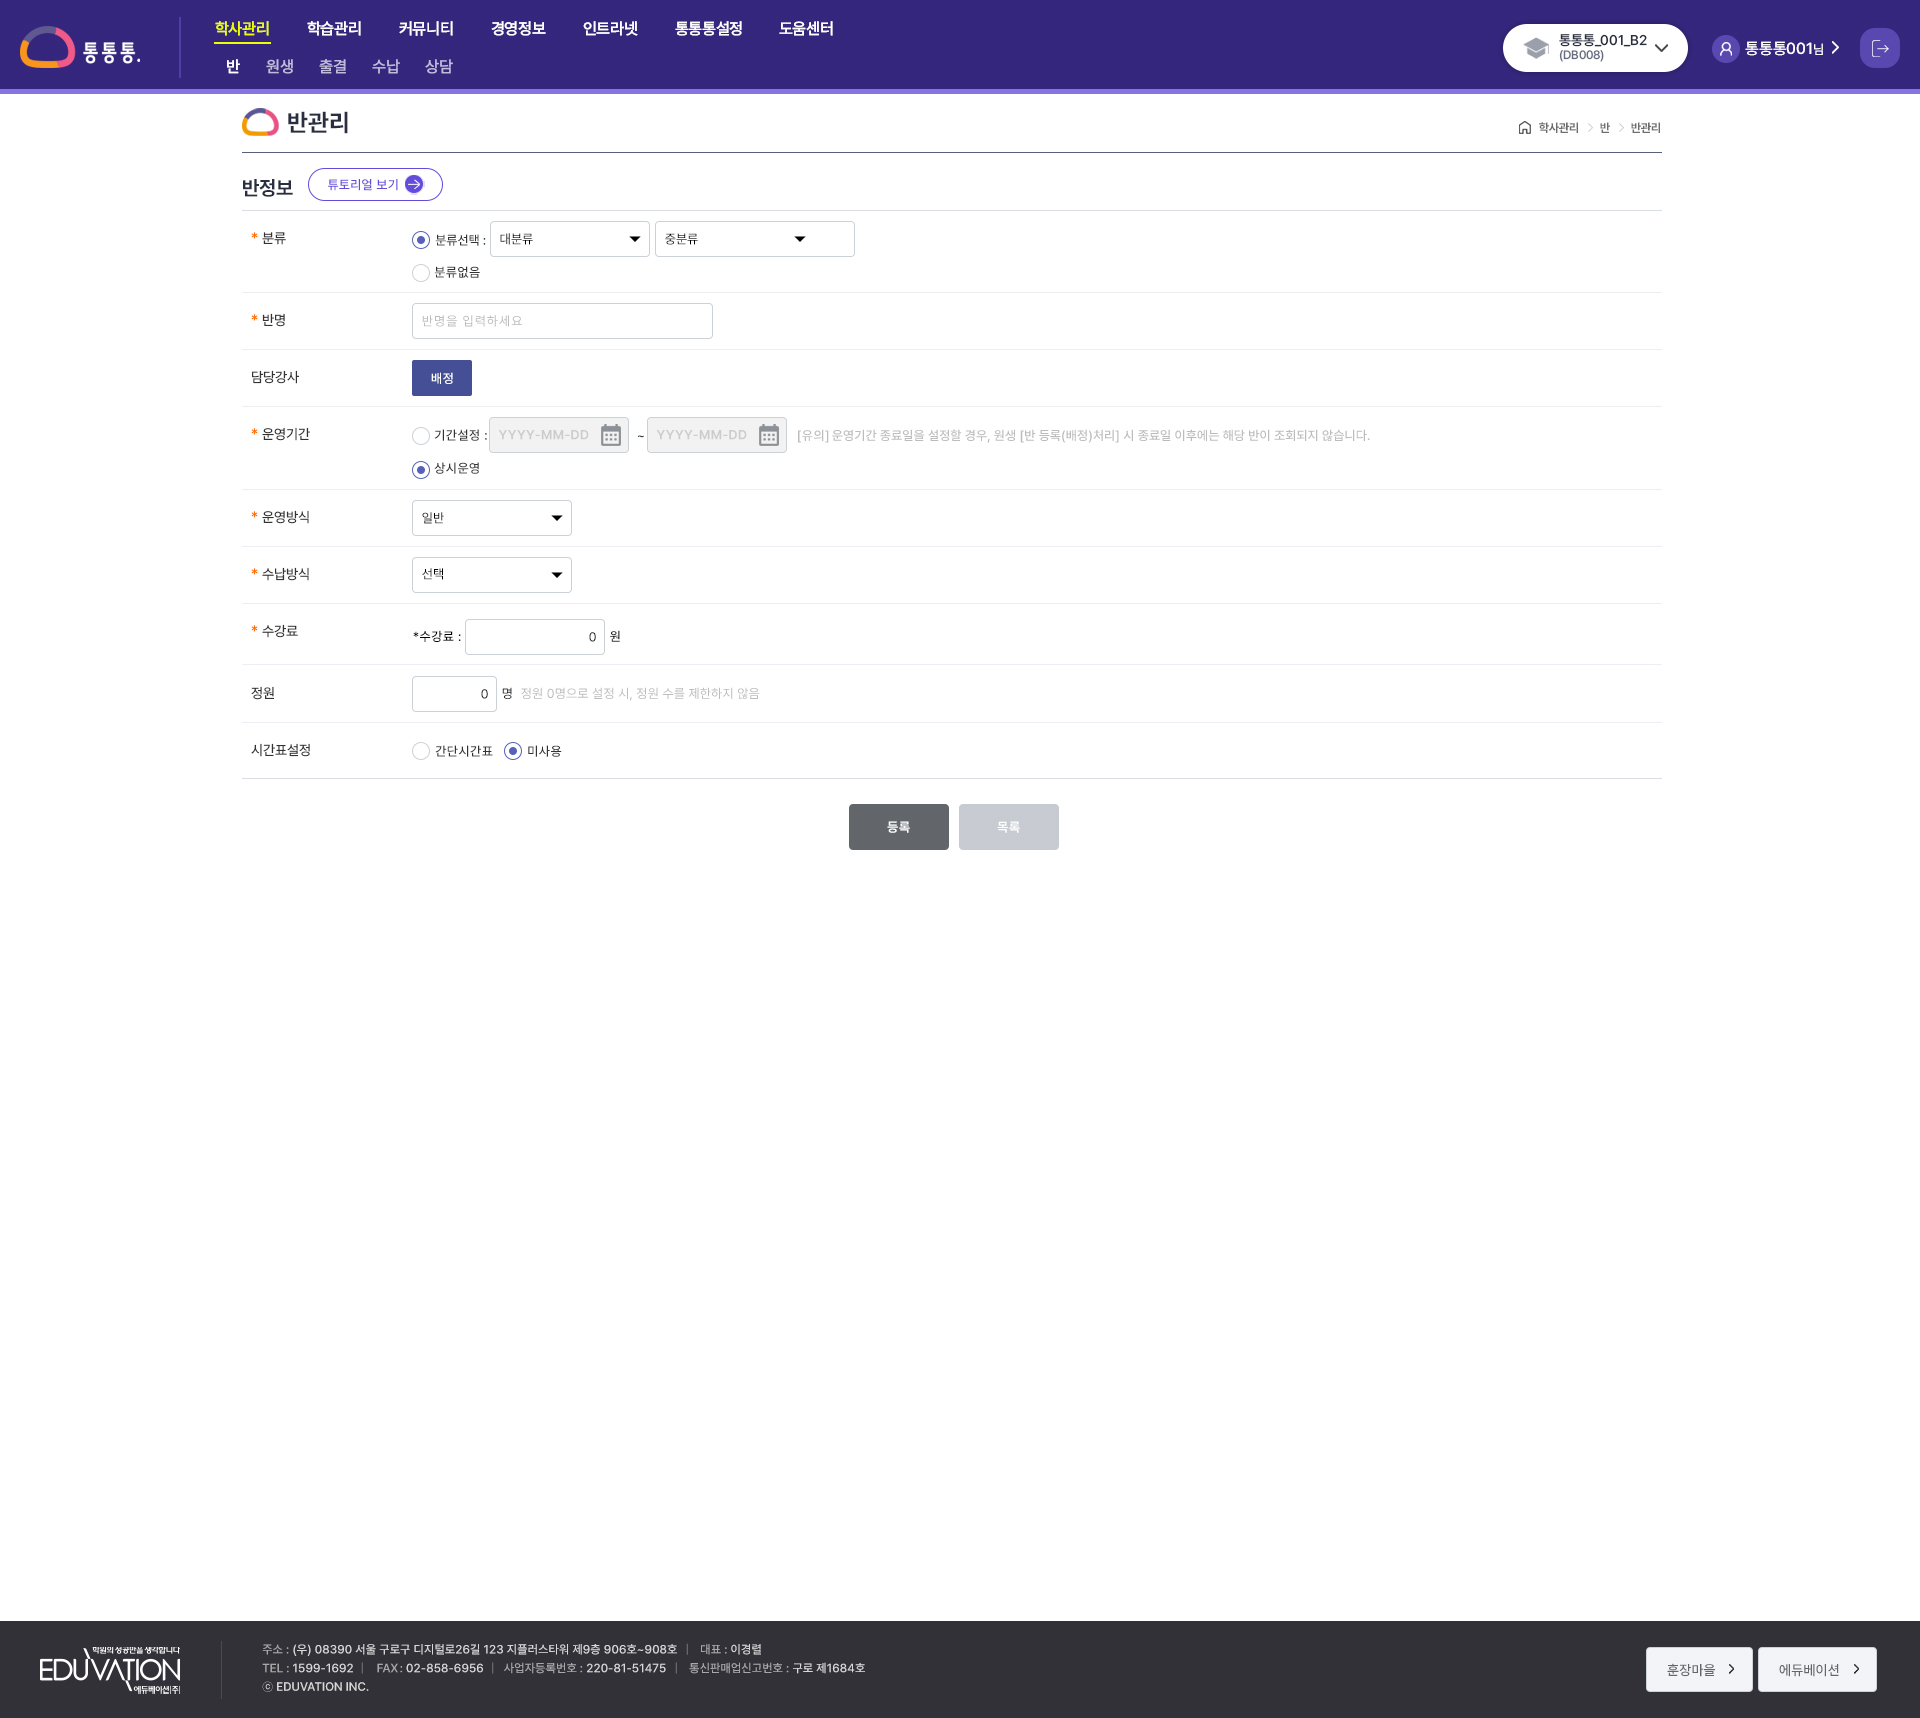 통통통.
학사관리 학습관리 커뮤니티 경영정보 인트라넷 통통통설정 도움센터
반 원생 출결 수납 상담
통통통_001_B2
(DB008)
통통통001님
반관리
학사관리 반 반관리
반정보 튜토리얼 보기
* 분류 분류선택 : 대분류 중분류
분류없음
* 반명 반명을 입력하세요
담당강사 배정
* 운영기간 기간설정 : YYYY-MM-DD ~ YYYY-MM-DD [유의] 운영기간 종료일을 설정할 경우, 원생 [반 등록(배정)처리] 시 종료일 이후에는 해당 반이 조회되지 않습니다.
상시운영
* 운영방식 일반
* 수납방식 선택
* 수강료 *수강료 : 0 원
정원 0 명 정원 0명으로 설정 시, 정원 수를 제한하지 않음
시간표설정 간단시간표 미사용
등록 목록
학원의 성공만을 생각합니다
EDUVATION
에듀베이션(주)
주소 : (우) 08390 서울 구로구 디지털로26길 123 지플러스타워 제9층 906호~908호 | 대표 : 이경렬
TEL : 1599-1692 | FAX : 02-858-6956 | 사업자등록번호 : 220-81-51475 | 통신판매업신고번호 : 구로 제1684호
ⓒ EDUVATION INC.
훈장마을 에듀베이션